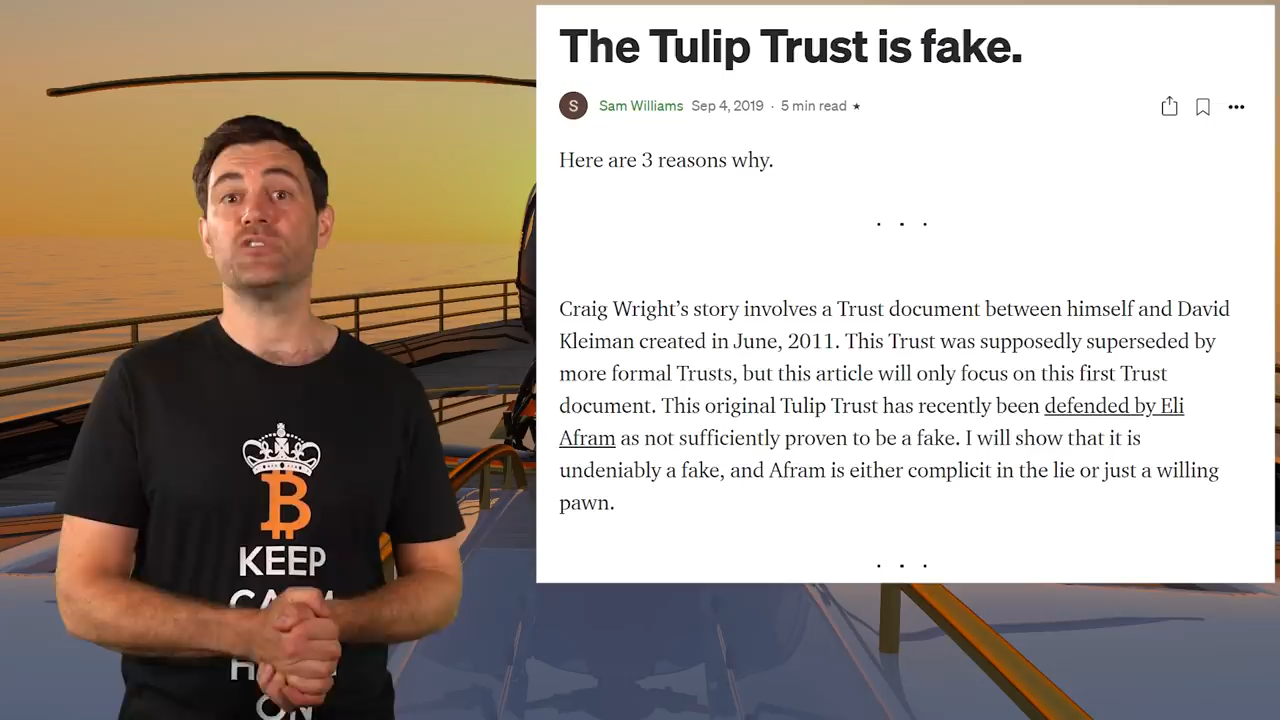 The Tulip Trust is fake.
S
Sam Williams Sep 4, 2019 · 5 min read ★
Here are 3 reasons why.
. . .
Craig Wright’s story involves a Trust document between himself and David
Kleiman created in June, 2011. This Trust was supposedly superseded by
more formal Trusts, but this article will only focus on this first Trust
document. This original Tulip Trust has recently been defended by Eli
Afram as not sufficiently proven to be a fake. I will show that it is
undeniably a fake, and Afram is either complicit in the lie or just a willing
pawn.
. . .
KEEP
ON